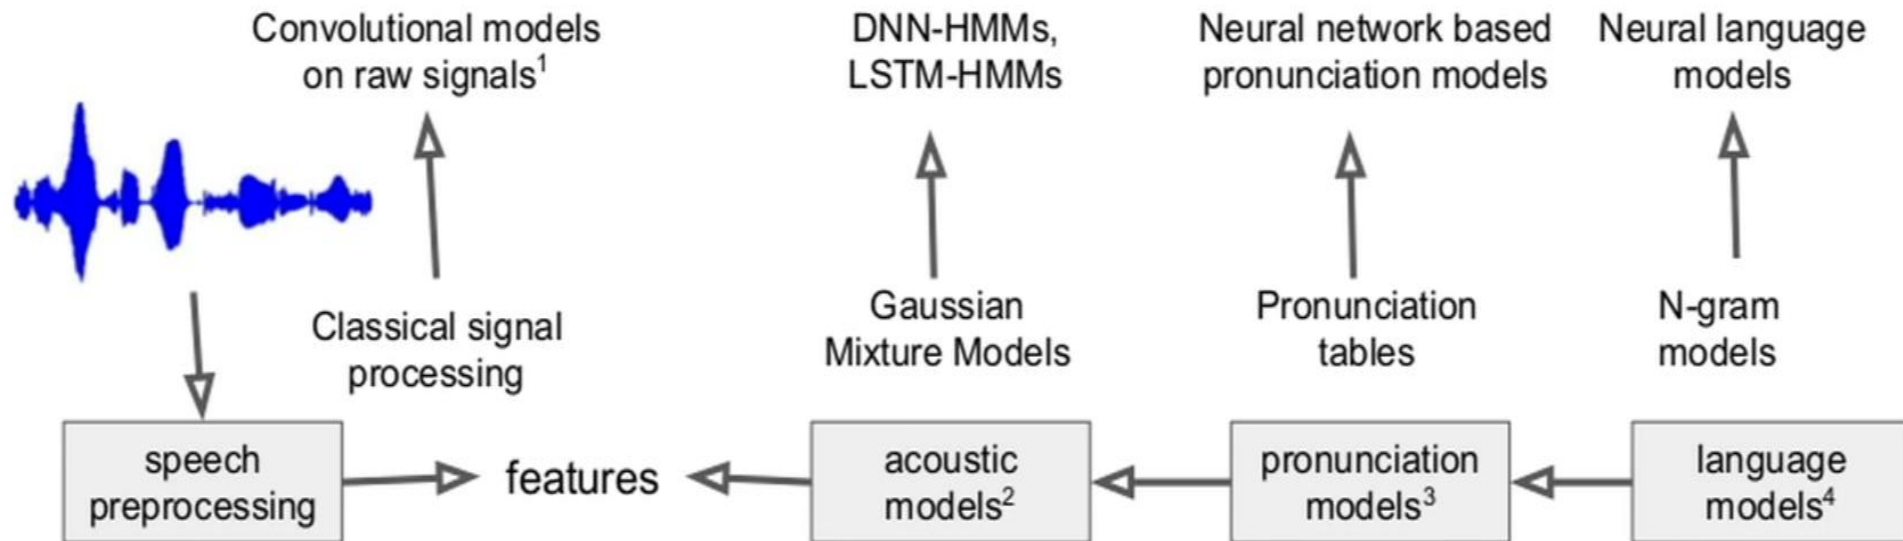 Convolutional models
on raw signals¹
DNN-HMMs,
LSTM-HMMs
Neural network based
pronunciation models
Neural language
models
Classical signal
processing
Gaussian
Mixture Models
Pronunciation
tables
N-gram
models
speech
preprocessing
features
acoustic
models²
pronunciation
models³
language
models⁴